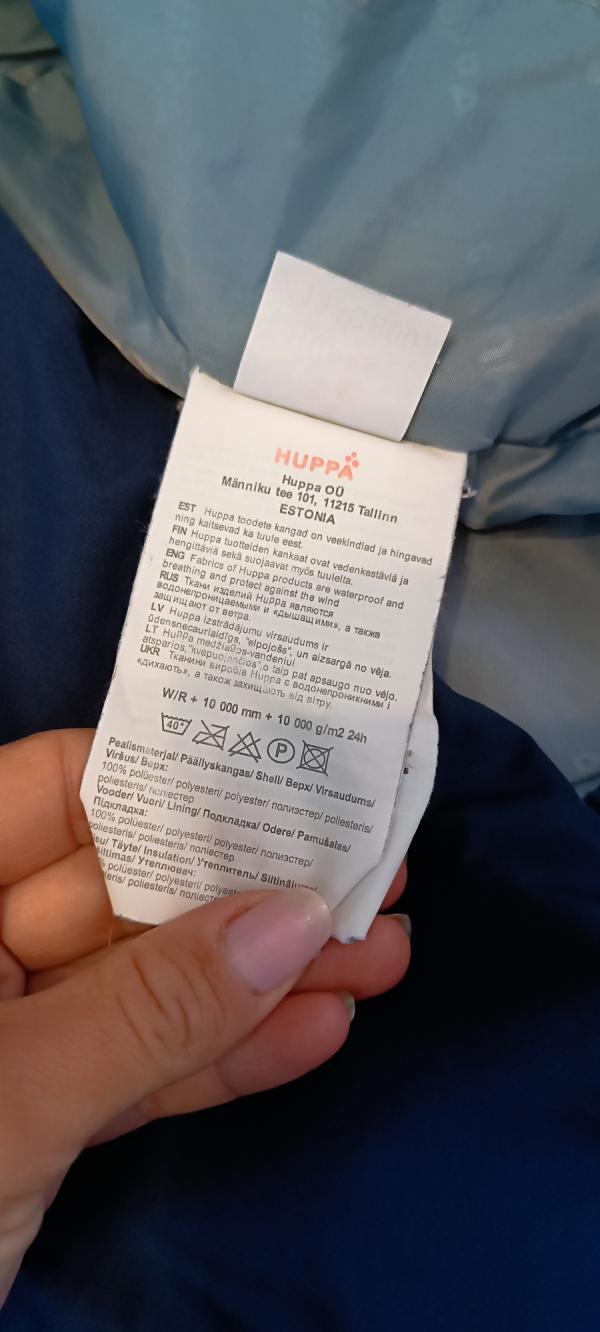 HUPPA
Huppa OÜ
Männiku tee 101, 11215 Tallinn
ESTONIA
EST Huppa toodete kangad on veekindlad ja hingavad
ning kaitsevad ka tuule eest.
FIN Huppa tuotteiden kankaat ovat vedenkestäviä ja
hengittäviä sekä suojaavat myös tuulelta.
ENG Fabrics of Huppa products are waterproof and
breathing and protect against the wind
RUS Ткани изделий Huppa являются
водонепроницаемыми и «дышащими», а также
защищают от ветра.
LV Huppa izstrādājumu virsaudums ir
ūdensnecaurlaidīgs, "elpojošs", un aizsargā no vēja.
LT Huppa medžiagos-vandeniui
atsparios,"kvėpuojančios",o taip pat apsaugo nuo vėjo.
UKR Тканини виробів Huppa є водонепроникними і
«дихають», а також захищають від вітру.
W/R + 10 000 mm + 10 000 g/m2 24h
40° P
Pealismaterjal/ Päällyskangas/ Shell/ Верх/ Virsaudums/
Viršus/ Верх:
100% polüester/ polyesteri/ polyester/ полиэстер/ poliesteris/
poliesteris/ поліестер
Vooder/ Vuori/ Lining/ Подкладка/ Odere/ Pamušalas/
Підкладка:
100% polüester/ polyesteri/ polyester/ полиэстер/
poliesteris/ poliesteris/ поліестер
Täyte/ Insulation/ Утеплитель/
Утеплювач:
polüester/ polyesteri/
poliesteris/